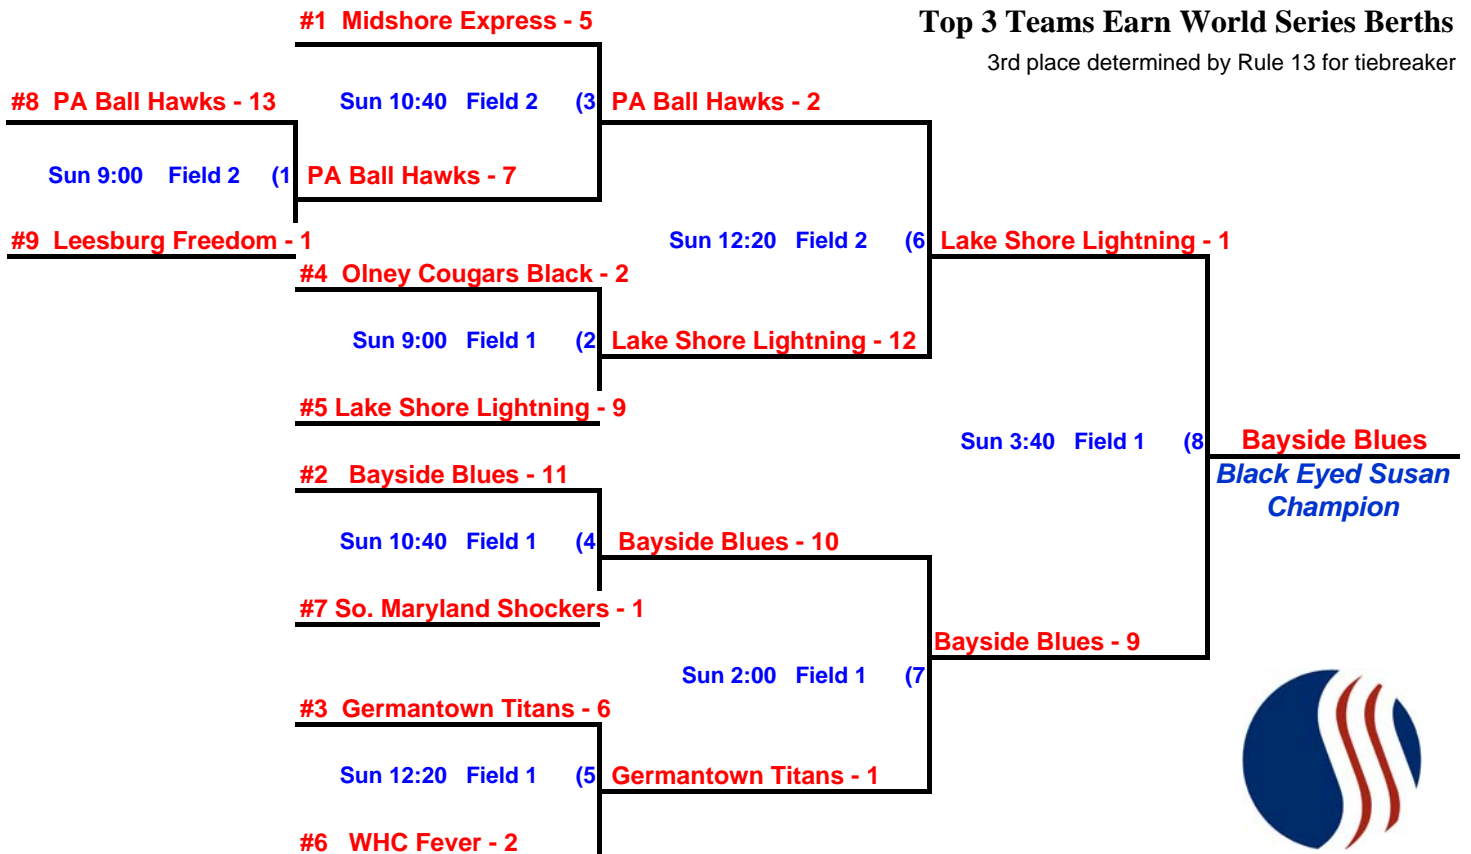 #1 Midshore Express - 5
Top 3 Teams Earn World Series Berths
3rd place determined by Rule 13 for tiebreaker
#8 PA Ball Hawks - 13
Sun 10:40 Field 2 (3
PA Ball Hawks - 2
Sun 9:00 Field 2 (1
PA Ball Hawks - 7
#9 Leesburg Freedom - 1
Sun 12:20 Field 2 (6
Lake Shore Lightning - 1
#4 Olney Cougars Black - 2
Sun 9:00 Field 1 (2
Lake Shore Lightning - 12
#5 Lake Shore Lightning - 9
Sun 3:40 Field 1 (8
Bayside Blues
Black Eyed Susan
Champion
#2 Bayside Blues - 11
Sun 10:40 Field 1 (4
Bayside Blues - 10
#7 So. Maryland Shockers - 1
Bayside Blues - 9
Sun 2:00 Field 1 (7
#3 Germantown Titans - 6
Sun 12:20 Field 1 (5
Germantown Titans - 1
#6 WHC Fever - 2